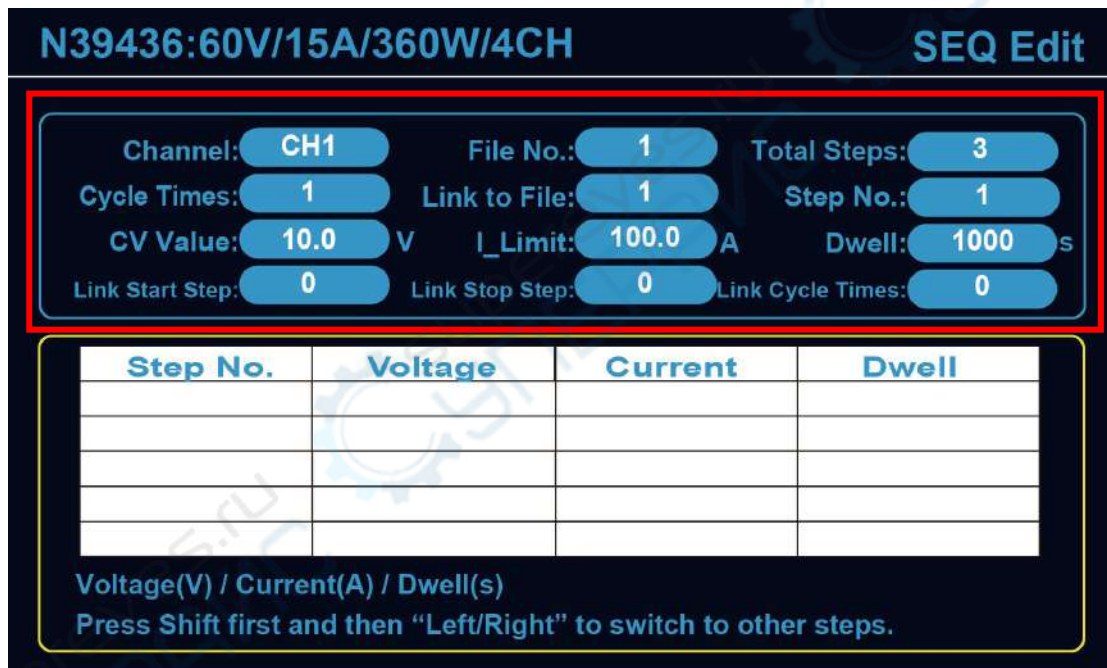 N39436:60V/15A/360W/4CH SEQ Edit
Channel: CH1 File No.: 1 Total Steps: 3
Cycle Times: 1 Link to File: 1 Step No.: 1
CV Value: 10.0 V I_Limit: 100.0 A Dwell: 1000 s
Link Start Step: 0 Link Stop Step: 0 Link Cycle Times: 0
Step No. Voltage Current Dwell
Voltage(V) / Current(A) / Dwell(s)
Press Shift first and then “Left/Right” to switch to other steps.